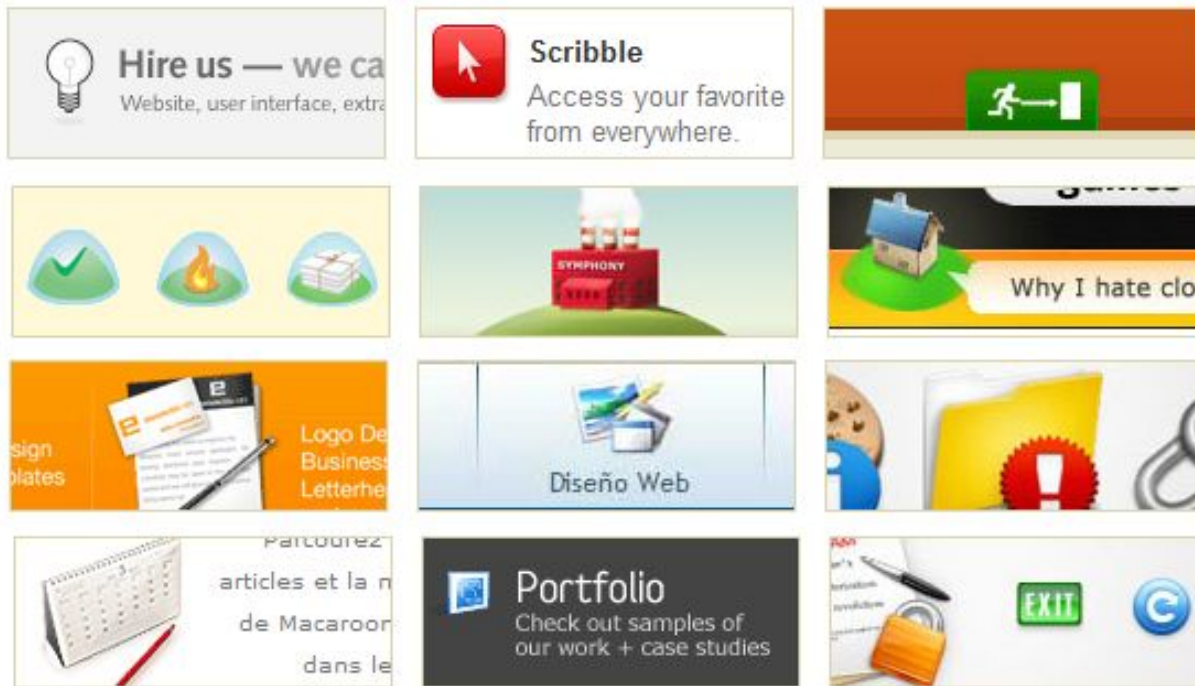 Hire us — we ca
Website, user interface, extra
Scribble
Access your favorite
from everywhere.
SYMPHONY
games
Why I hate clo
sign
plates
e
e
Logo De
Business
Letterhe
Diseño Web
Parcourez
articles et la m
de Macaroon
dans le
Portfolio
Check out samples of
our work + case studies
EXIT